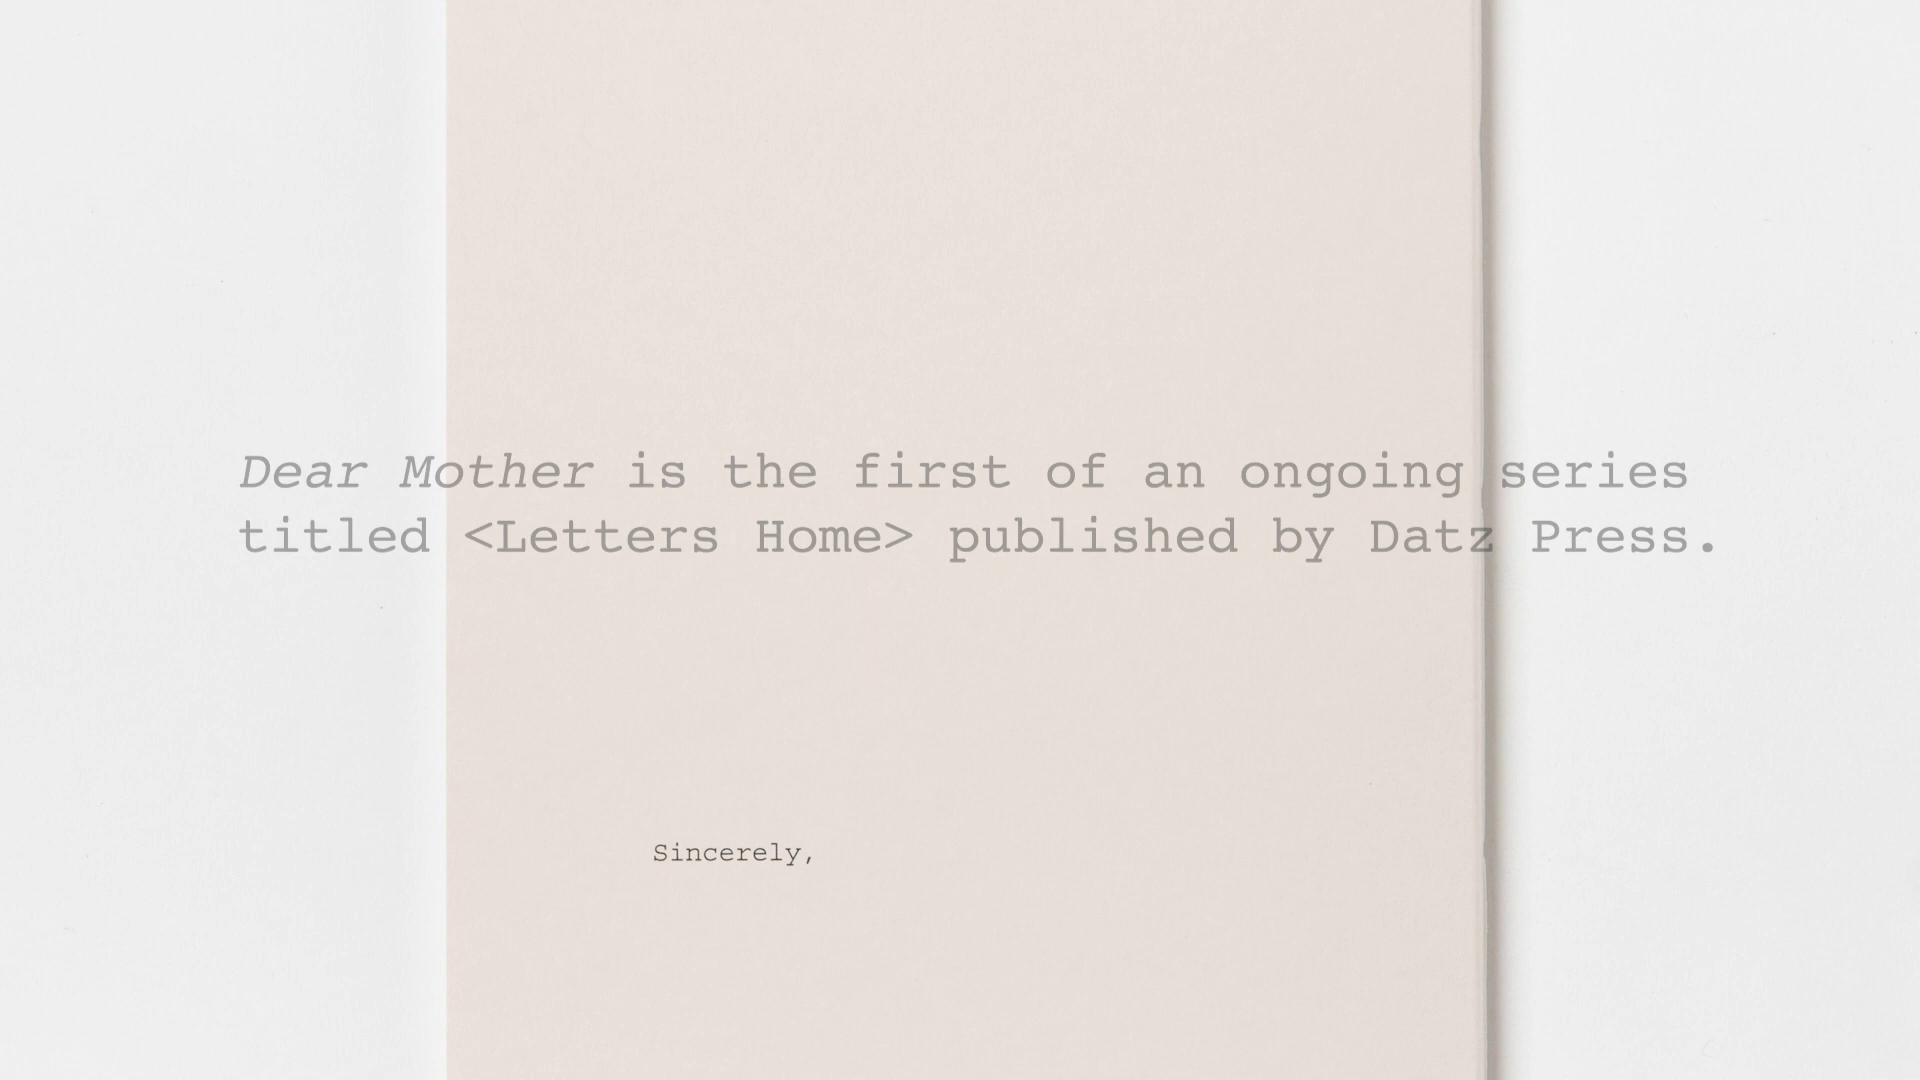 Dear Mother is the first of an ongoing series
titled <Letters Home> published by Datz Press.
Sincerely,